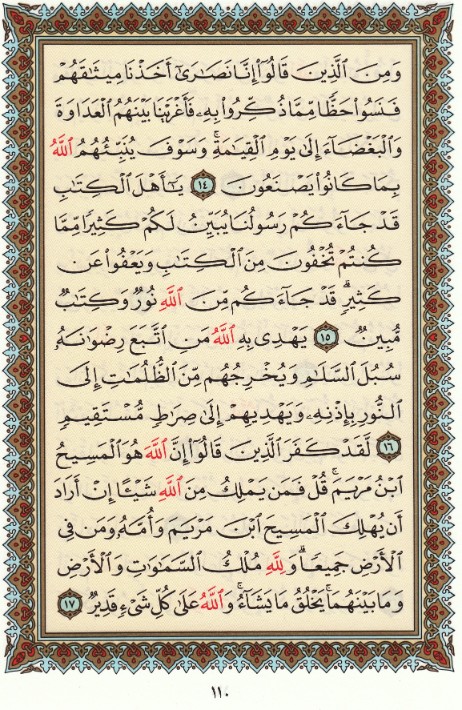 وَمِنَ ٱلَّذِينَ قَالُوٓا۟ إِنَّا نَصَٰرَىٰٓ أَخَذْنَا مِيثَٰقَهُمْ
فَنَسُوا۟ حَظًّا مِّمَّا ذُكِّرُوا۟ بِهِۦ فَأَغْرَيْنَا بَيْنَهُمُ ٱلْعَدَاوَةَ
وَٱلْبَغْضَآءَ إِلَىٰ يَوْمِ ٱلْقِيَٰمَةِ ۚ وَسَوْفَ يُنَبِّئُهُمُ ٱللَّهُ
بِمَا كَانُوا۟ يَصْنَعُونَ ١٤ يَٰٓأَهْلَ ٱلْكِتَٰبِ
قَدْ جَآءَكُمْ رَسُولُنَا يُبَيِّنُ لَكُمْ كَثِيرًا مِّمَّا
كُنتُمْ تُخْفُونَ مِنَ ٱلْكِتَٰبِ وَيَعْفُوا۟ عَن
كَثِيرٍ ۚ قَدْ جَآءَكُم مِّنَ ٱللَّهِ نُورٌ وَكِتَٰبٌ
مُّبِينٌ ١٥ يَهْدِى بِهِ ٱللَّهُ مَنِ ٱتَّبَعَ رِضْوَٰنَهُۥ
سُبُلَ ٱلسَّلَٰمِ وَيُخْرِجُهُم مِّنَ ٱلظُّلُمَٰتِ إِلَى
ٱلنُّورِ بِإِذْنِهِۦ وَيَهْدِيهِمْ إِلَىٰ صِرَٰطٍ مُّسْتَقِيمٍ
١٦ لَّقَدْ كَفَرَ ٱلَّذِينَ قَالُوٓا۟ إِنَّ ٱللَّهَ هُوَ ٱلْمَسِيحُ
ٱبْنُ مَرْيَمَ ۚ قُلْ فَمَن يَمْلِكُ مِنَ ٱللَّهِ شَيْـًٔا إِنْ أَرَادَ
أَن يُهْلِكَ ٱلْمَسِيحَ ٱبْنَ مَرْيَمَ وَأُمَّهُۥ وَمَن فِى
ٱلْأَرْضِ جَمِيعًا ۗ وَلِلَّهِ مُلْكُ ٱلسَّمَٰوَٰتِ وَٱلْأَرْضِ
وَمَا بَيْنَهُمَا ۚ يَخْلُقُ مَا يَشَآءُ ۚ وَٱللَّهُ عَلَىٰ كُلِّ شَىْءٍ قَدِيرٌ ١٧
١١٠